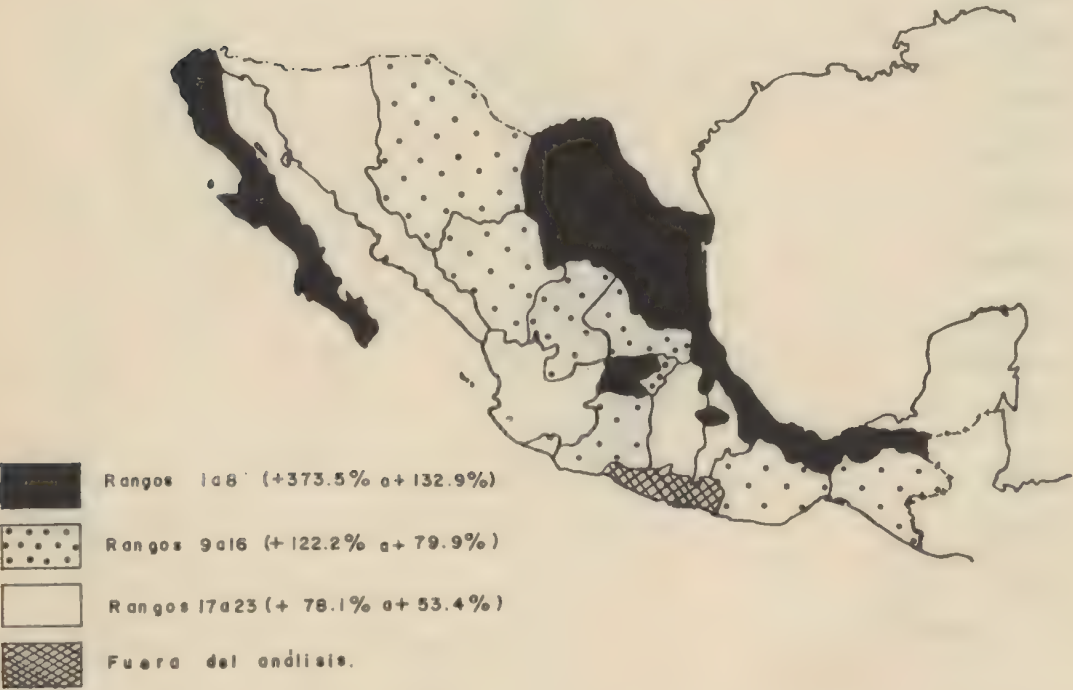 Rangos 1a8 (+373.5% a+ 132.9%)
Rangos 9a16 (+ 122.2% a+ 79.9%)
Rangos 17a23 (+ 78.1% a+ 53.4%)
Fuera del análisis.